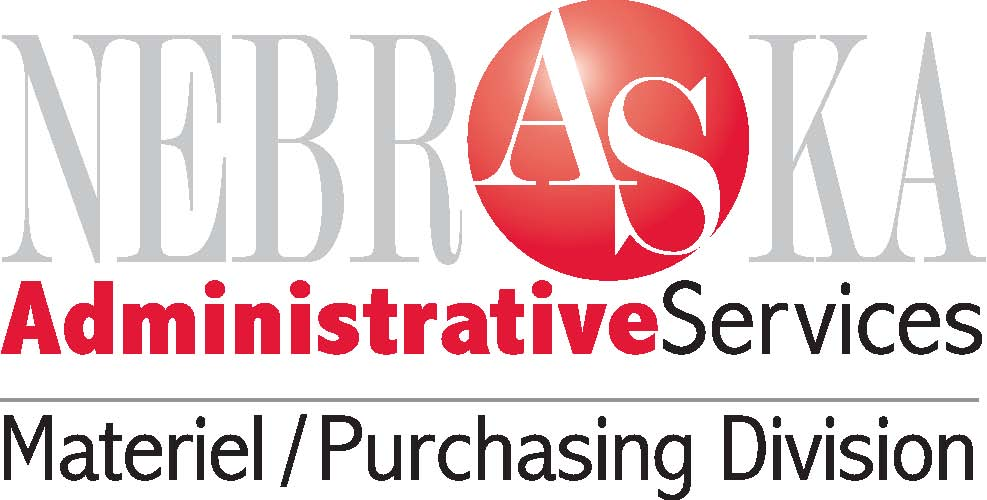 NEBRASKA
AdministrativeServices
Materiel / Purchasing Division